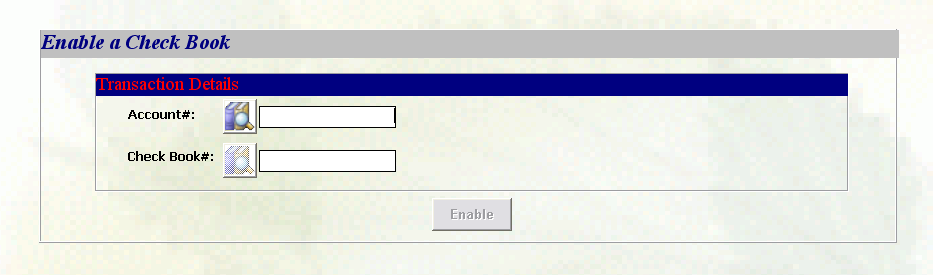 Enable a Check Book
Transaction Details
Account#:
Check Book#:
Enable